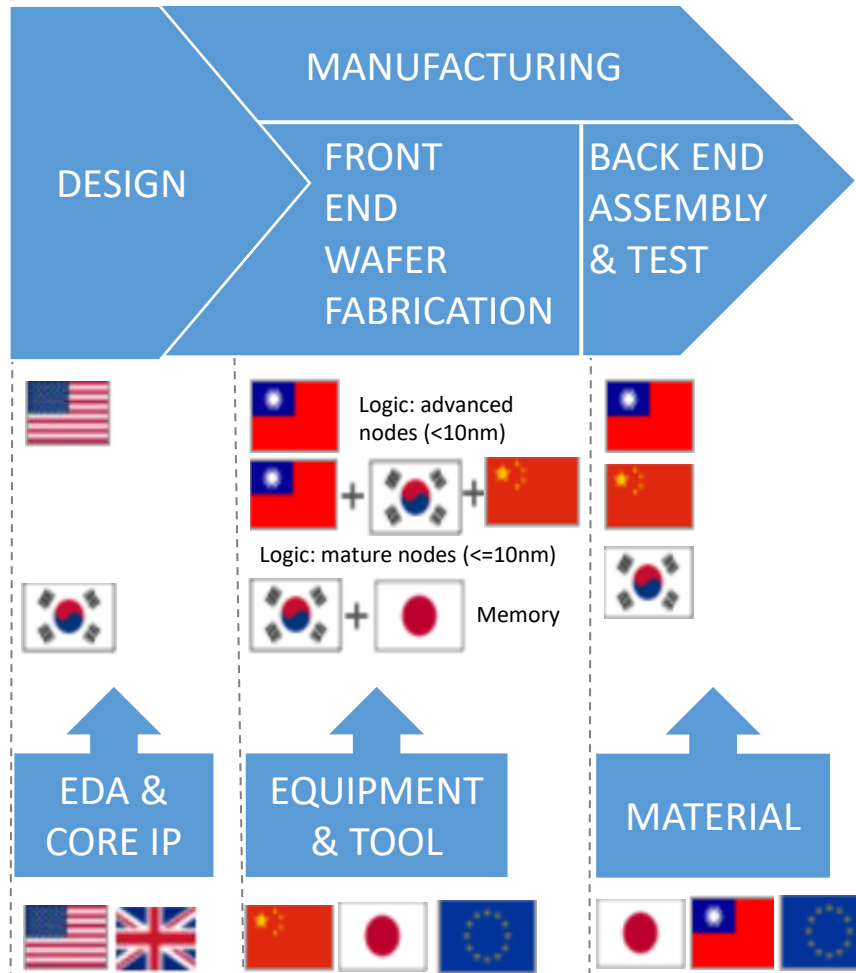 MANUFACTURING
DESIGN
FRONT
END
WAFER
FABRICATION
BACK END
ASSEMBLY
& TEST
Logic: advanced
nodes (<10nm)
+
+
Logic: mature nodes (<=10nm)
+
Memory
EDA &
CORE IP
EQUIPMENT
& TOOL
MATERIAL